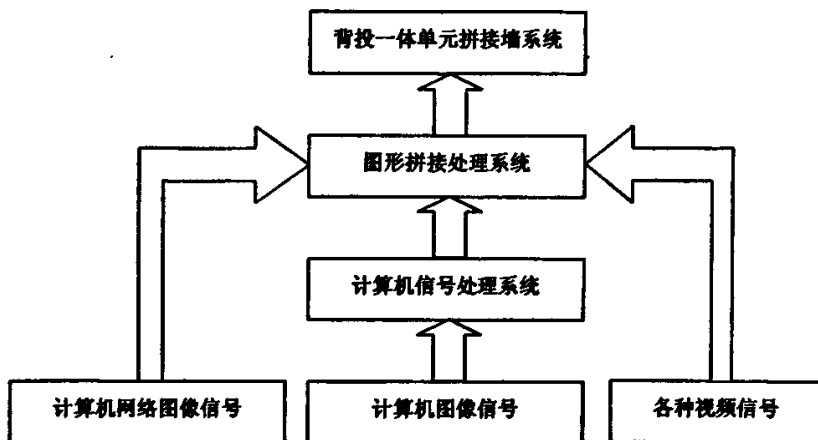 背投一体单元拼接墙系统
图形拼接处理系统
计算机信号处理系统
计算机网络图像信号
计算机图像信号
各种视频信号